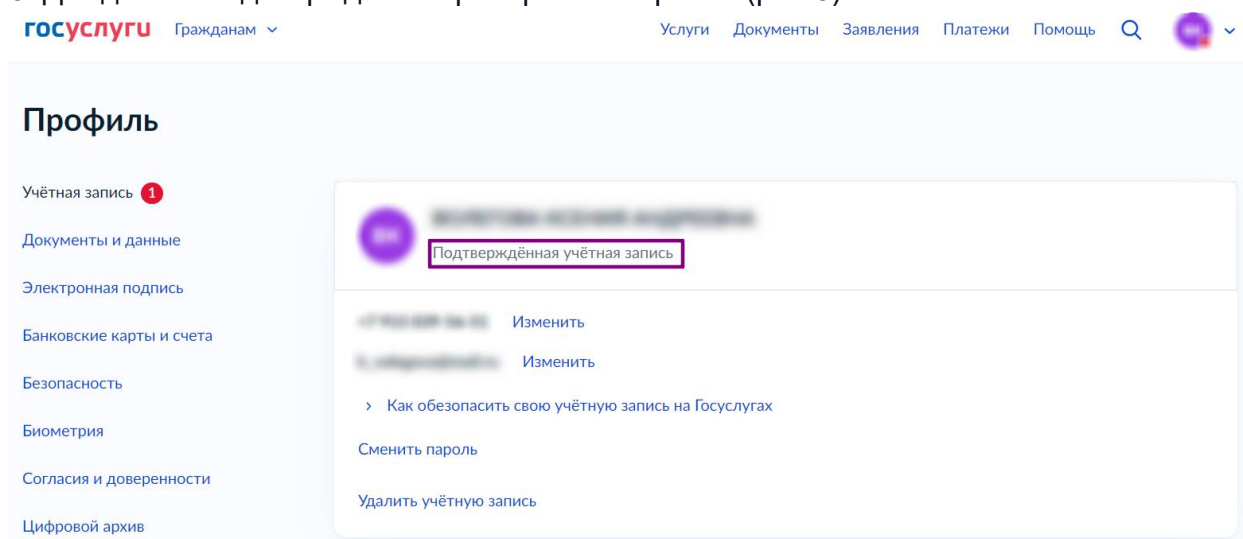 госуслуги Гражданам Услуги Документы Заявления Платежи Помощь
Профиль
Учётная запись 1
Документы и данные
Электронная подпись
Банковские карты и счета
Безопасность
Биометрия
Согласия и доверенности
Цифровой архив
Подтверждённая учётная запись
Изменить
Изменить
Как обезопасить свою учётную запись на Госуслугах
Сменить пароль
Удалить учётную запись